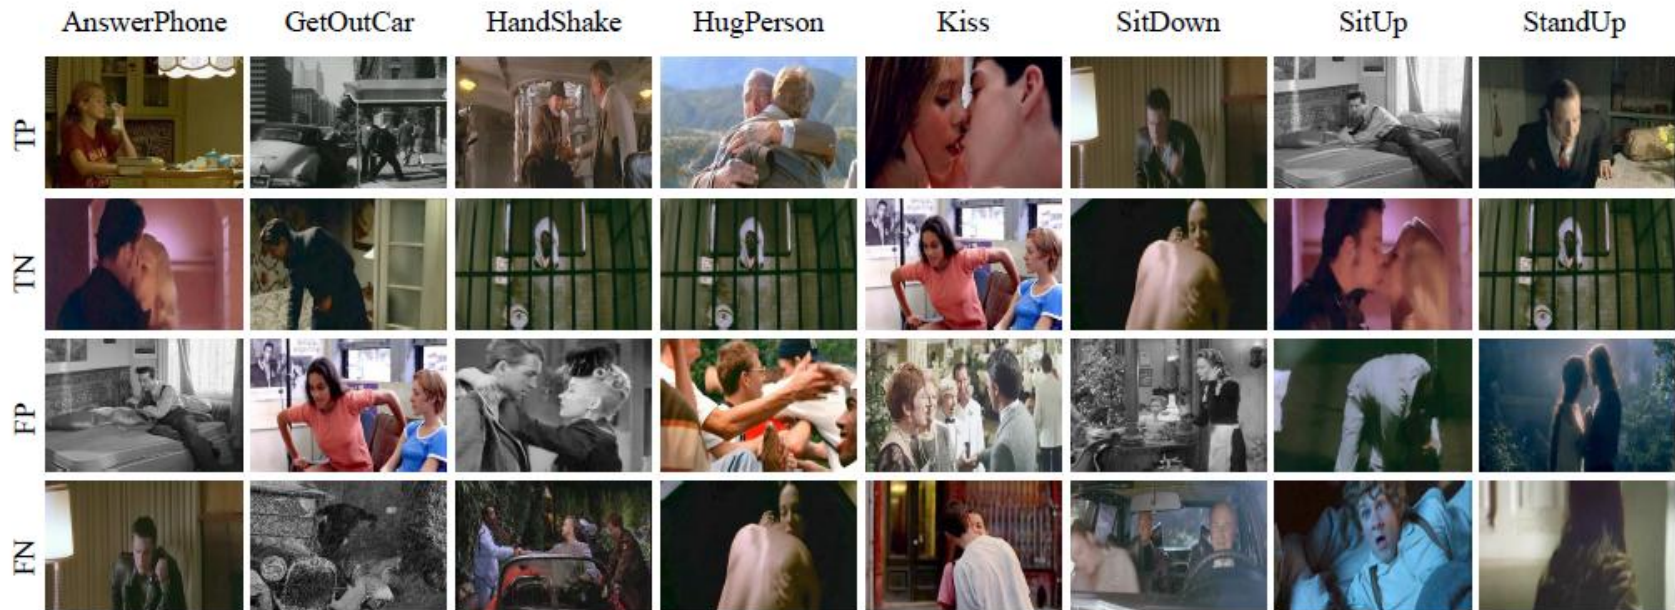 AnswerPhone GetOutCar HandShake HugPerson Kiss SitDown SitUp StandUp
TP
TN
FP
FN